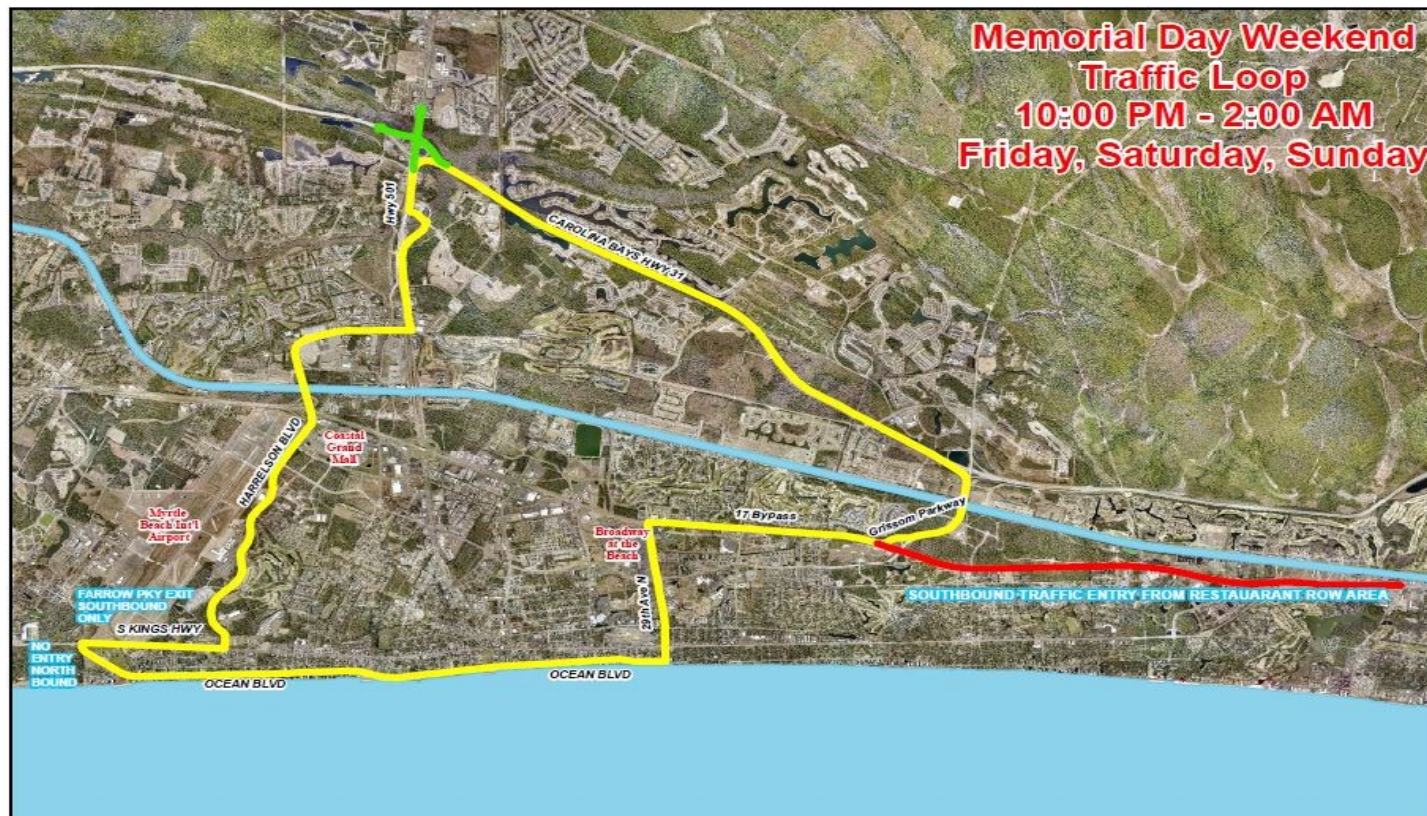 Memorial Day Weekend
Traffic Loop
10:00 PM - 2:00 AM
Friday, Saturday, Sunday
Hwy 501
CAROLINA BAYS HWY 31
HARRELSON BLVD
Coastal
Grand
Mall
Myrtle
Beach Int'l
Airport
17 Bypass
Grissom Parkway
Broadway
at the
Beach
29th Ave N
FARROW PKY EXIT
SOUTHBOUND
ONLY
SOUTHBOUND TRAFFIC ENTRY FROM RESTAUARANT ROW AREA
S KINGS HWY
NO
ENTRY
NORTH
BOUND
OCEAN BLVD
OCEAN BLVD